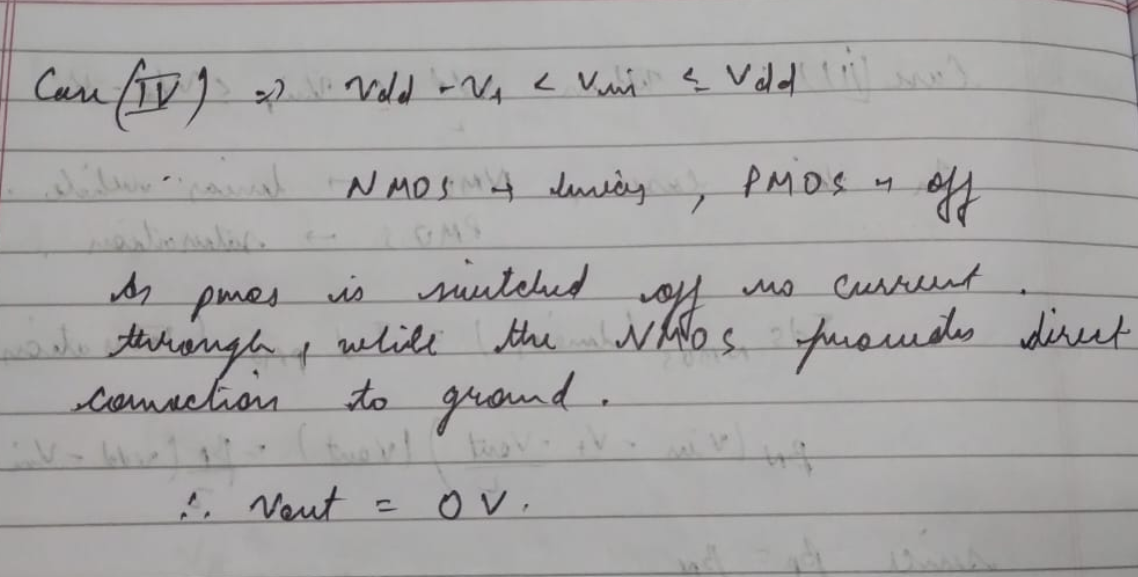 Case (IV) => Vdd - V1 < Vin ≤ Vdd
NMOS → linear, PMOS → off
As pmos is switched off no current.
through, while the NMOS provides direct
connection to ground.
∴ Vout = 0 V.